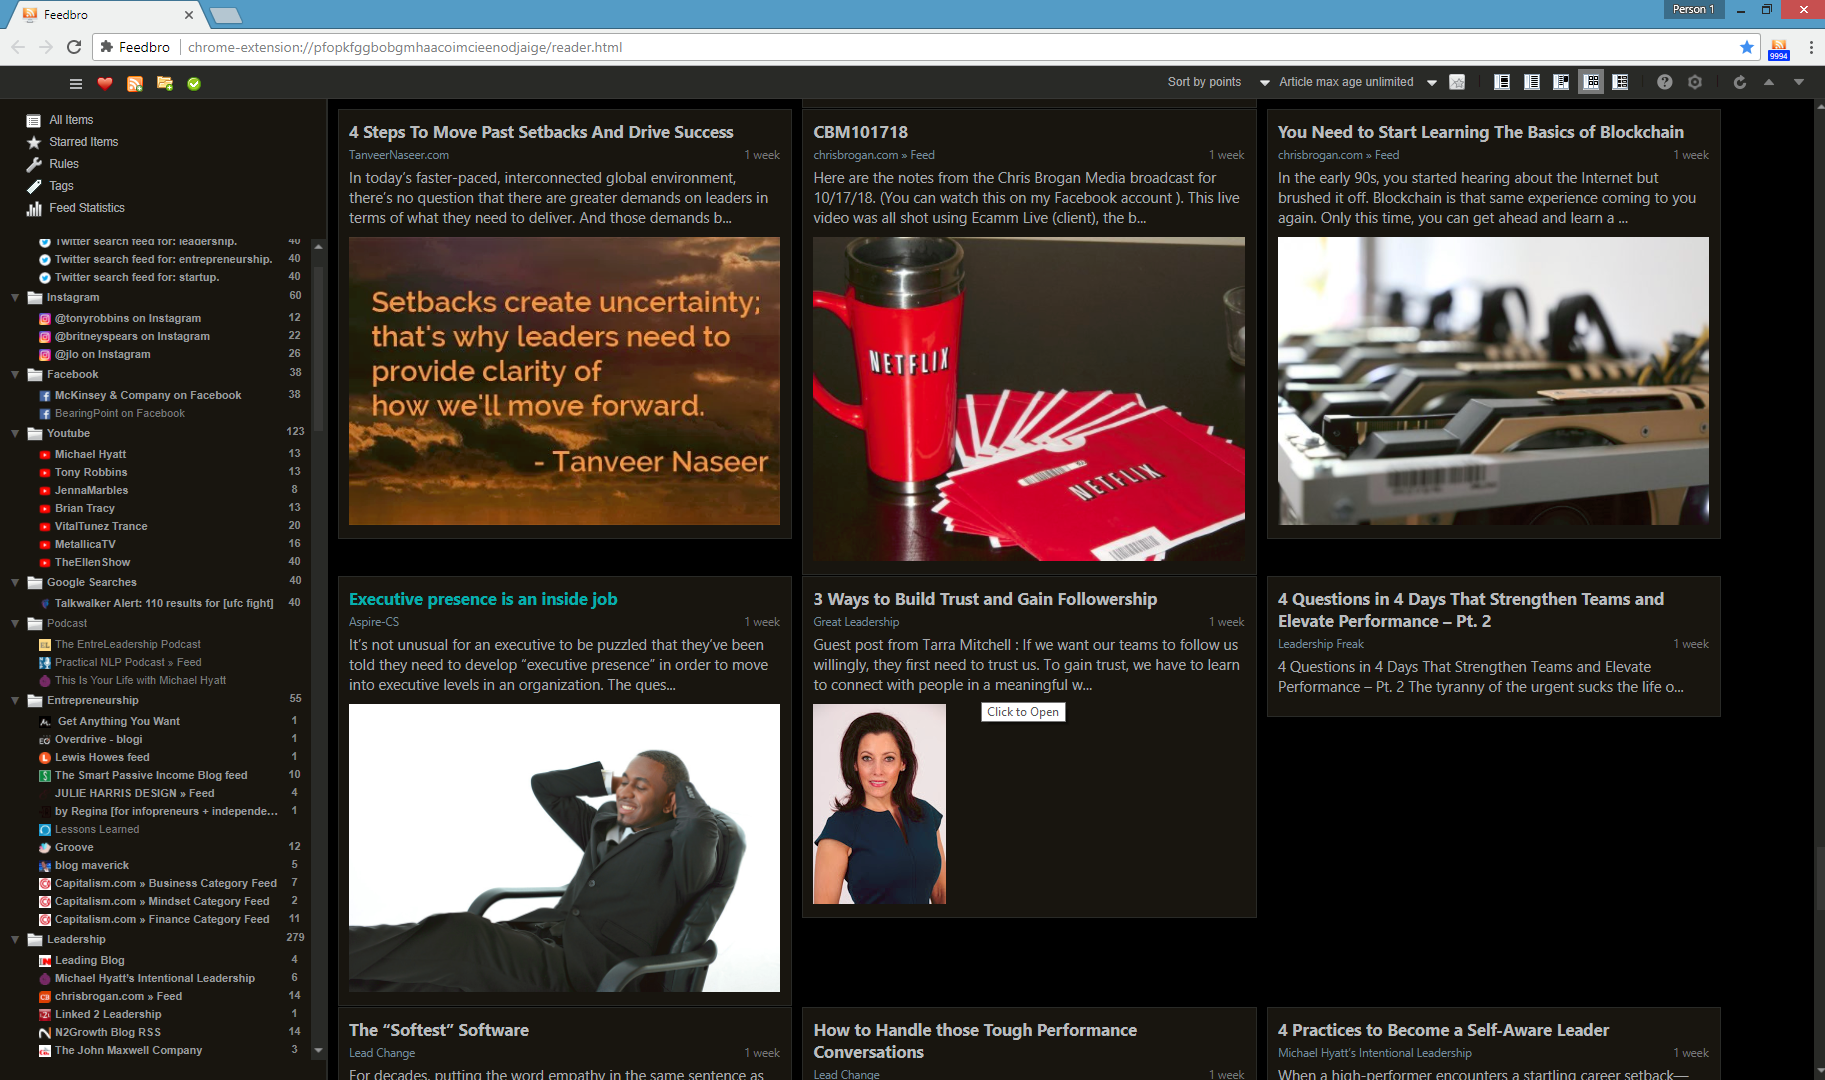 Feedbro
Person 1
Feedbro
chrome-extension://pfopkfggbobgmhaacoimcieenodjaige/reader.html
9994
Sort by points
Article max age unlimited
All Items
Starred Items
Rules
Tags
Feed Statistics
Twitter search feed for: leadership. 40
Twitter search feed for: entrepreneurship. 40
Twitter search feed for: startup. 40
Instagram 60
@tonyrobbins on Instagram 12
@britneyspears on Instagram 22
@jlo on Instagram 26
Facebook 38
McKinsey & Company on Facebook 38
BearingPoint on Facebook
Youtube 123
Michael Hyatt 13
Tony Robbins 13
JennaMarbles 8
Brian Tracy 13
VitalTunez Trance 20
MetallicaTV 16
TheEllenShow 40
Google Searches 40
Talkwalker Alert: 110 results for [ufc fight] 40
Podcast
The EntreLeadership Podcast
Practical NLP Podcast » Feed
This Is Your Life with Michael Hyatt
Entrepreneurship 55
Get Anything You Want 1
Overdrive - blogi 1
Lewis Howes feed 1
The Smart Passive Income Blog feed 10
JULIE HARRIS DESIGN » Feed 4
by Regina [for infopreneurs + independe... 1
Lessons Learned
Groove 12
blog maverick 5
Capitalism.com » Business Category Feed 7
Capitalism.com » Mindset Category Feed 2
Capitalism.com » Finance Category Feed 11
Leadership 279
Leading Blog 4
Michael Hyatt's Intentional Leadership 6
chrisbrogan.com » Feed 14
Linked 2 Leadership 1
N2Growth Blog RSS 14
The John Maxwell Company 3
4 Steps To Move Past Setbacks And Drive Success
TanveerNaseer.com 1 week
In today's faster-paced, interconnected global environment,
there's no question that there are greater demands on leaders in
terms of what they need to deliver. And those demands b...
Setbacks create uncertainty;
that's why leaders need to
provide clarity of
how we'll move forward.
- Tanveer Naseer
CBM101718
chrisbrogan.com » Feed 1 week
Here are the notes from the Chris Brogan Media broadcast for
10/17/18. (You can watch this on my Facebook account ). This live
video was all shot using Ecamm Live (client), the b...
NETFLIX
NETFLIX
You Need to Start Learning The Basics of Blockchain
chrisbrogan.com » Feed 1 week
In the early 90s, you started hearing about the Internet but
brushed it off. Blockchain is that same experience coming to you
again. Only this time, you can get ahead and learn a ...
Executive presence is an inside job
Aspire-CS 1 week
It's not unusual for an executive to be puzzled that they've been
told they need to develop “executive presence” in order to move
into executive levels in an organization. The ques...
3 Ways to Build Trust and Gain Followership
Great Leadership 1 week
Guest post from Tarra Mitchell : If we want our teams to follow us
willingly, they first need to trust us. To gain trust, we have to learn
to connect with people in a meaningful w...
Click to Open
4 Questions in 4 Days That Strengthen Teams and
Elevate Performance – Pt. 2
Leadership Freak 1 week
4 Questions in 4 Days That Strengthen Teams and Elevate
Performance – Pt. 2 The tyranny of the urgent sucks the life o...
The “Softest” Software
Lead Change 1 week
For decades, putting the word empathy in the same sentence as
How to Handle those Tough Performance
Conversations
Lead Change 1 week
4 Practices to Become a Self-Aware Leader
Michael Hyatt's Intentional Leadership 1 week
When a high-performer encounters a startling career setback—